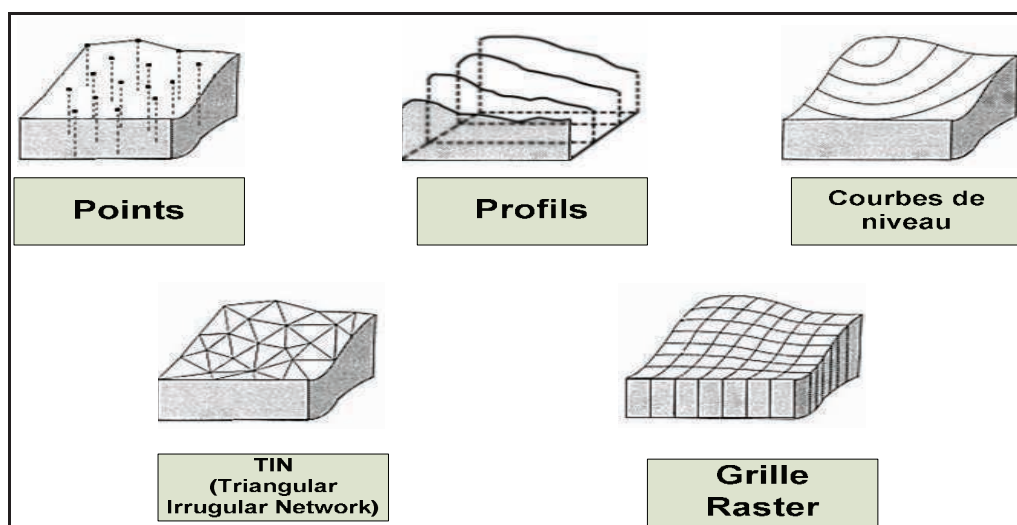 Points
Profils
Courbes de
niveau
TIN
(Triangular
Irrugular Network)
Grille
Raster